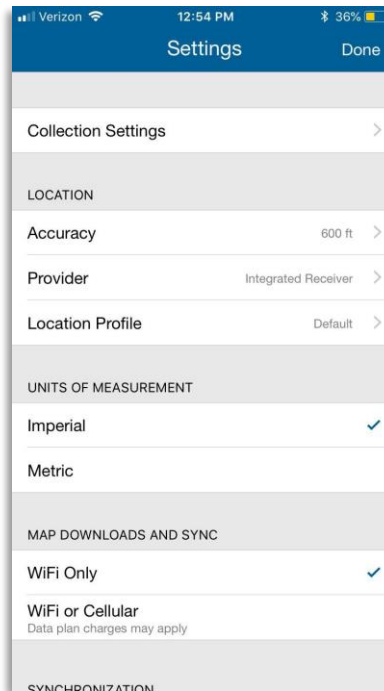 Verizon 12:54 PM 36%
Settings Done
Collection Settings
LOCATION
Accuracy 600 ft
Provider Integrated Receiver
Location Profile Default
UNITS OF MEASUREMENT
Imperial
Metric
MAP DOWNLOADS AND SYNC
WiFi Only
WiFi or Cellular
Data plan charges may apply
SYNCHRONIZATION